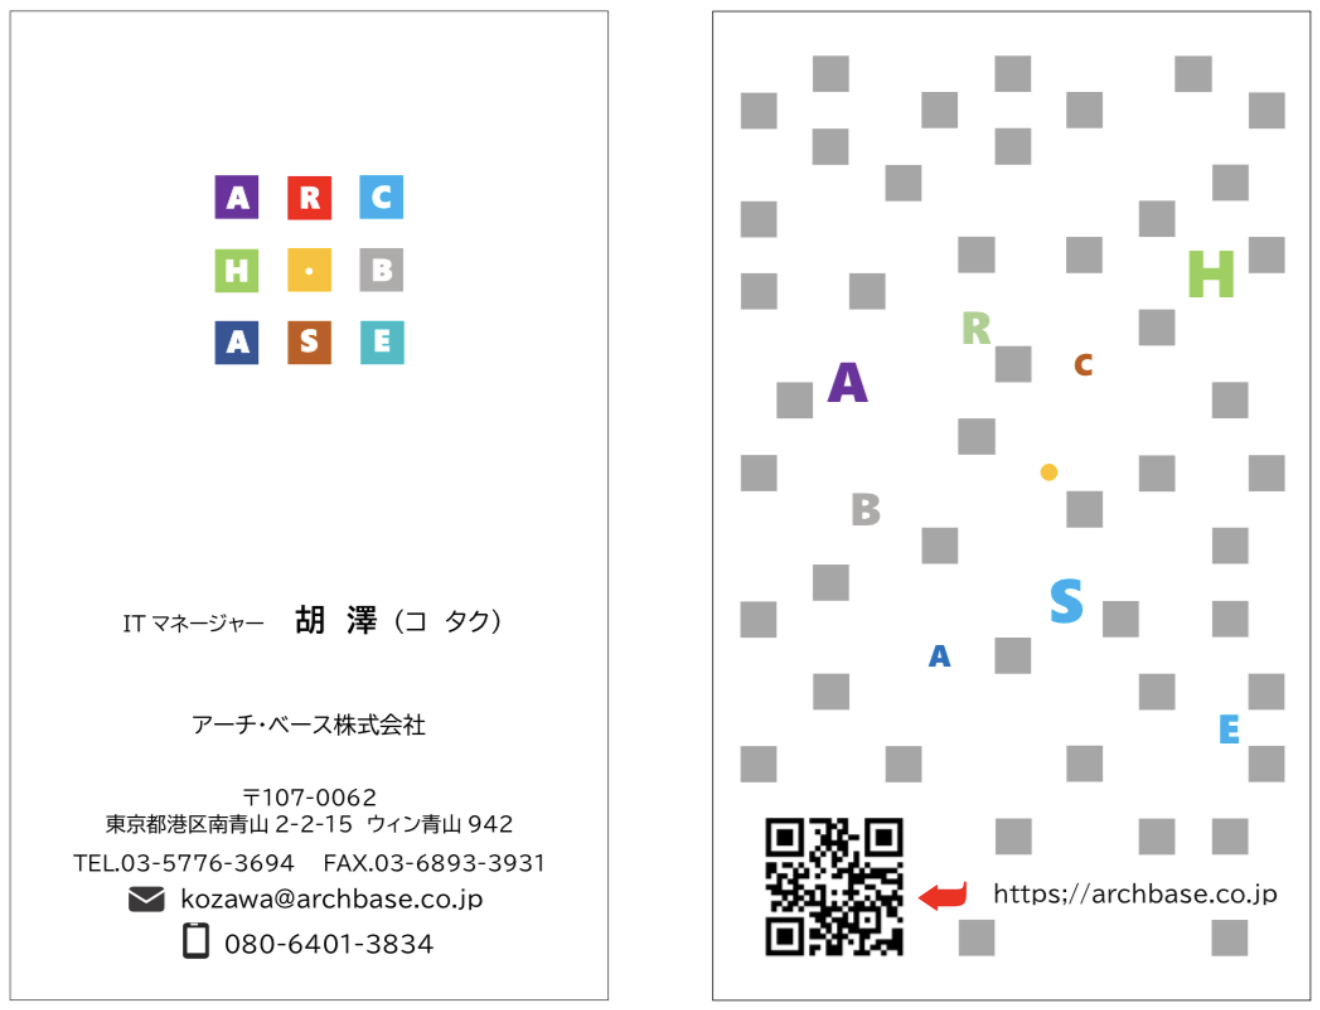 A R C
H · B
A S E
ITマネージャー 胡 澤（コ タク）
アーチ・ベース株式会社
〒107-0062
東京都港区南青山 2-2-15 ウィン青山 942
TEL.03-5776-3694 FAX.03-6893-3931
kozawa@archbase.co.jp
080-6401-3834
H
R
C
A
B
S
A
E
https;//archbase.co.jp